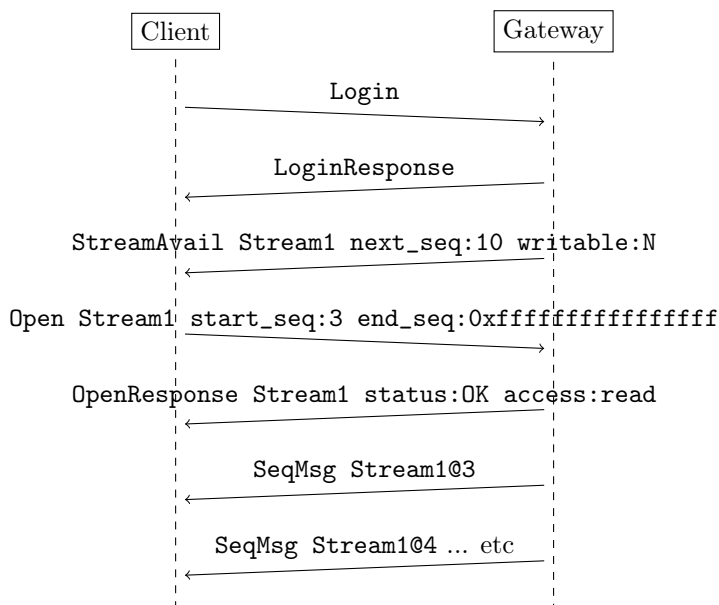 Client
Gateway
Login
LoginResponse
StreamAvail Stream1 next_seq:10 writable:N
Open Stream1 start_seq:3 end_seq:0xffffffffffffffff
OpenResponse Stream1 status:OK access:read
SeqMsg Stream1@3
SeqMsg Stream1@4 ... etc